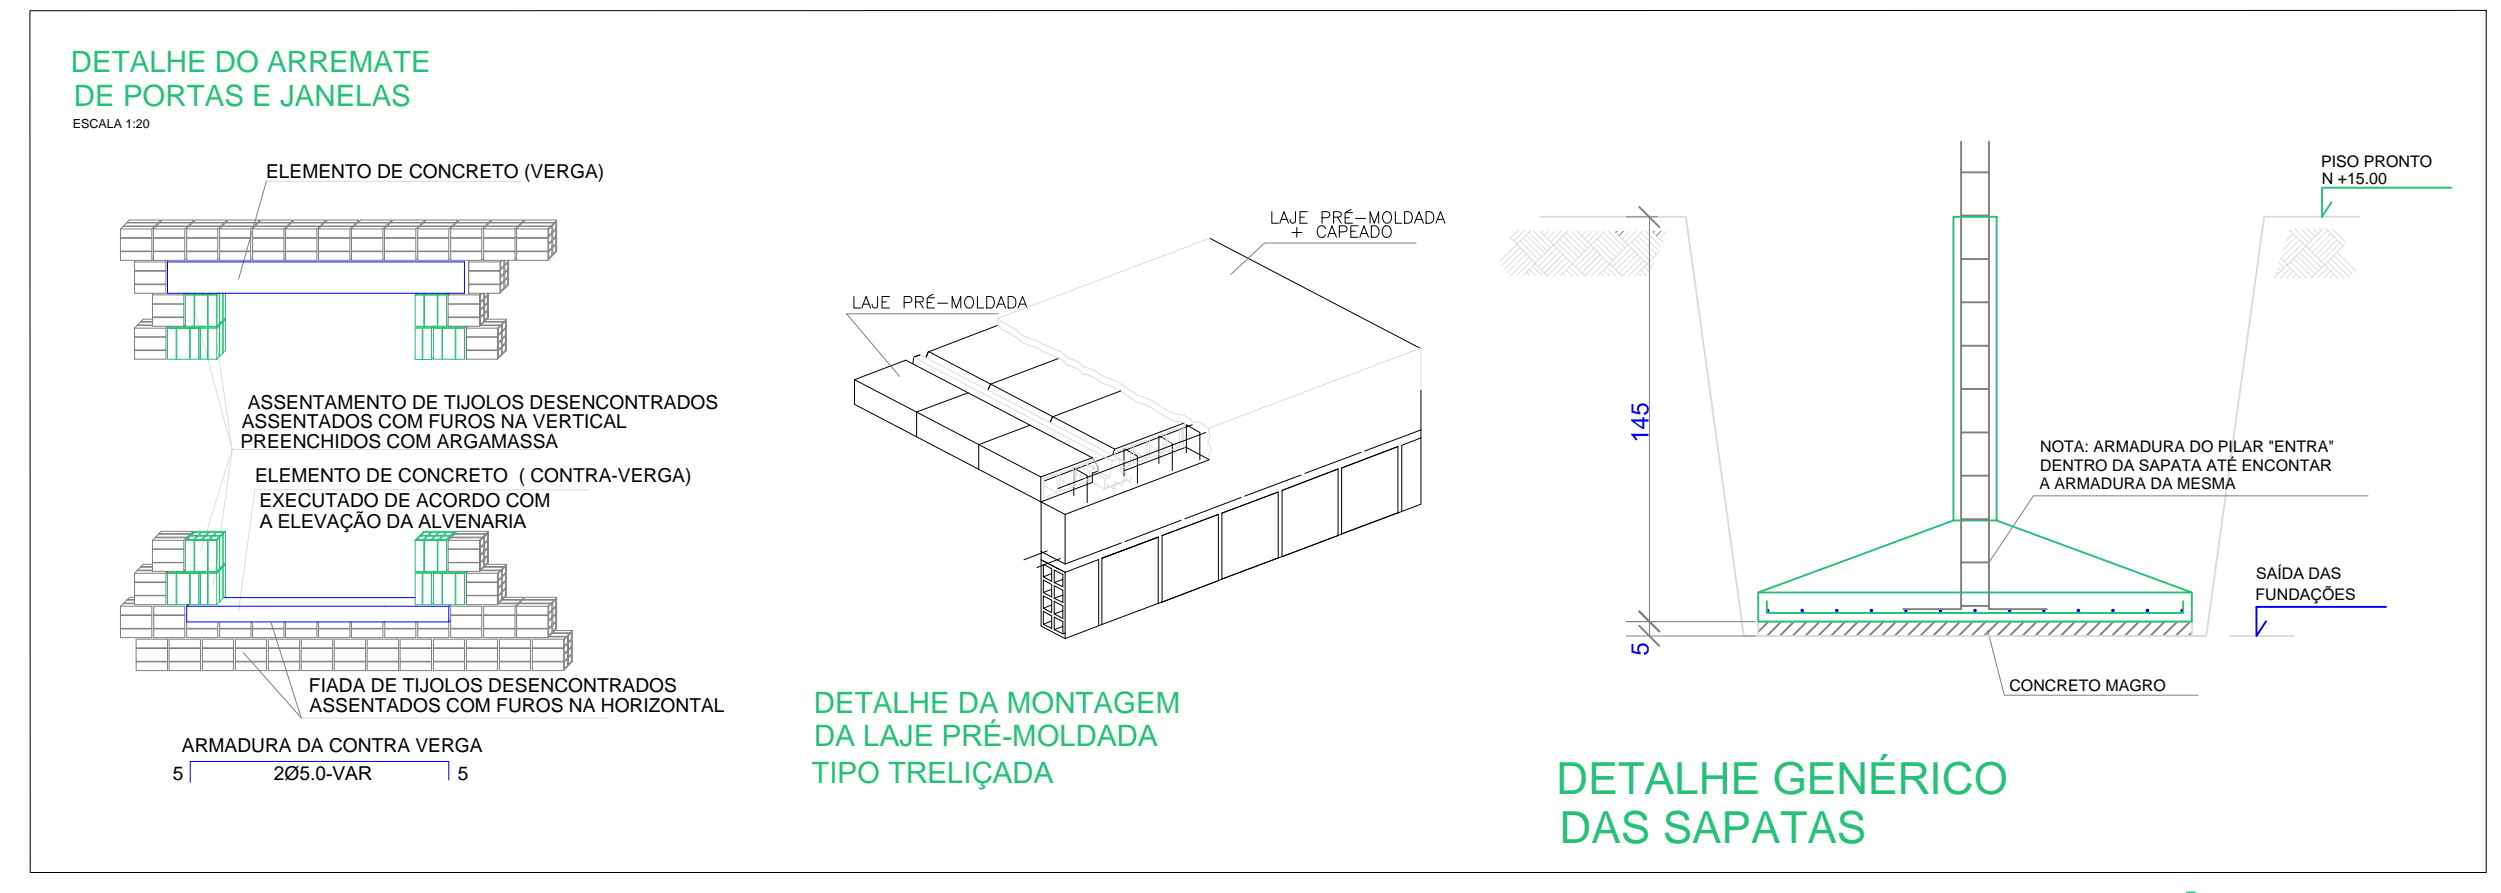 DETALHE DO ARREMATE
DE PORTAS E JANELAS
ESCALA 1:20
ELEMENTO DE CONCRETO (VERGA)
ASSENTAMENTO DE TIJOLOS DESENCONTRADOS
ASSENTADOS COM FUROS NA VERTICAL
PREENCHIDOS COM ARGAMASSA
ELEMENTO DE CONCRETO ( CONTRA-VERGA)
EXECUTADO DE ACORDO COM
A ELEVAÇÃO DA ALVENARIA
FIADA DE TIJOLOS DESENCONTRADOS
ASSENTADOS COM FUROS NA HORIZONTAL
ARMADURA DA CONTRA VERGA
5 2Ø5.0-VAR 5
LAJE PRÉ-MOLDADA
+ CAPEADO
LAJE PRÉ-MOLDADA
DETALHE DA MONTAGEM
DA LAJE PRÉ-MOLDADA
TIPO TRELIÇADA
PISO PRONTO
N +15.00
145
NOTA: ARMADURA DO PILAR "ENTRA"
DENTRO DA SAPATA ATÉ ENCONTAR
A ARMADURA DA MESMA
SAÍDA DAS
FUNDAÇÕES
5
CONCRETO MAGRO
DETALHE GENÉRICO
DAS SAPATAS